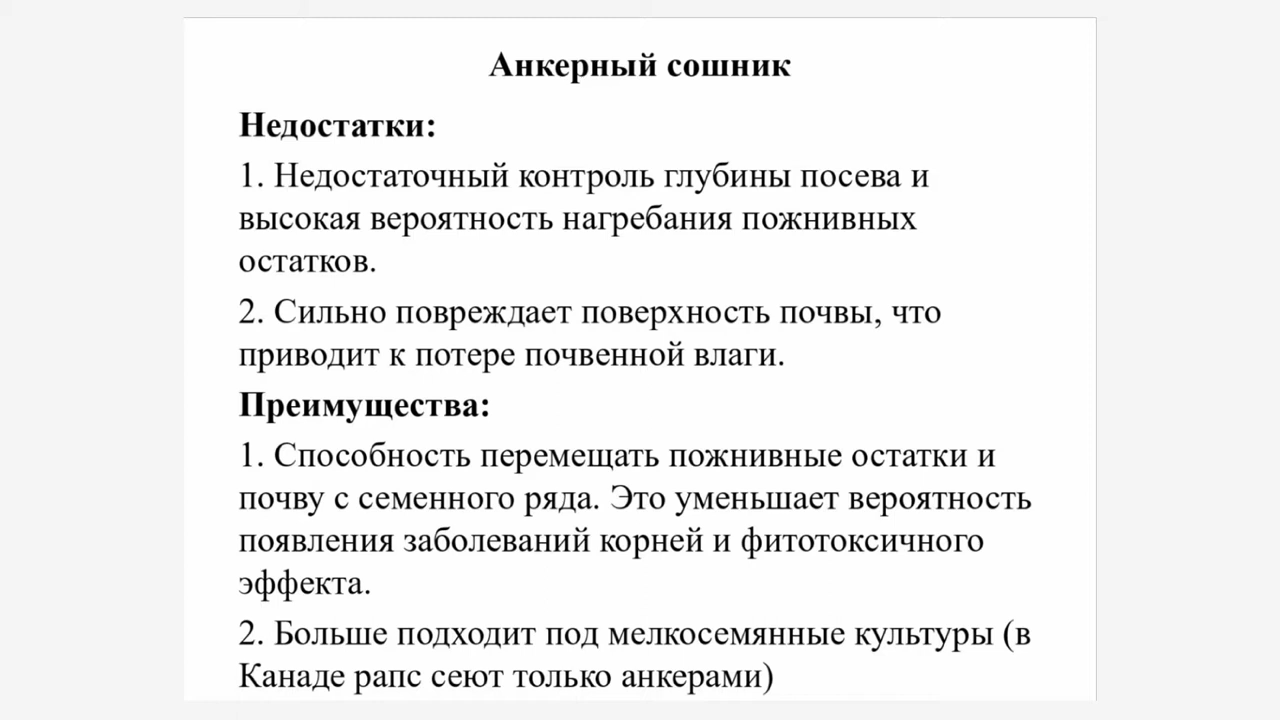 Анкерный сошник
Недостатки:
1. Недостаточный контроль глубины посева и
высокая вероятность нагребания пожнивных
остатков.
2. Сильно повреждает поверхность почвы, что
приводит к потере почвенной влаги.
Преимущества:
1. Способность перемещать пожнивные остатки и
почву с семенного ряда. Это уменьшает вероятность
появления заболеваний корней и фитотоксичного
эффекта.
2. Больше подходит под мелкосемянные культуры (в
Канаде рапс сеют только анкерами)